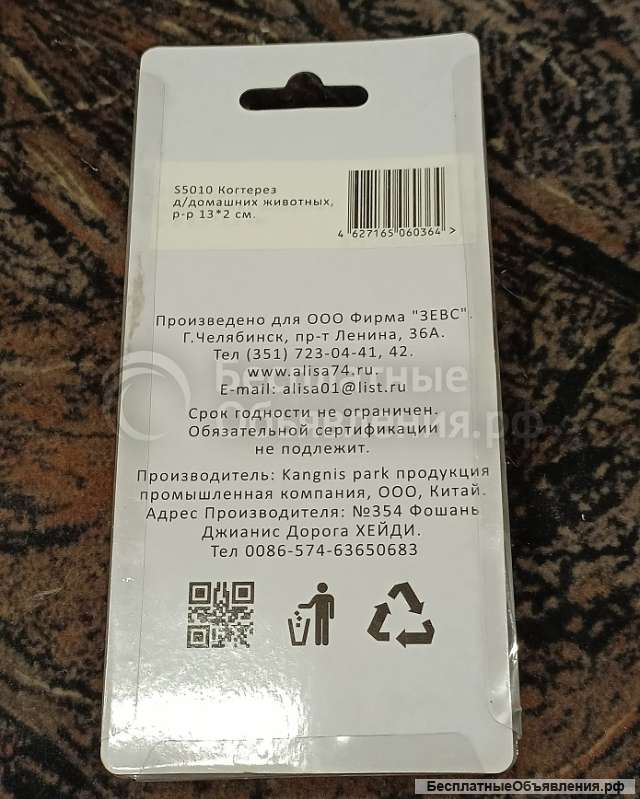 S5010 Когтерез
д/домашних животных,
р-р 13*2 см.
4 627165 060364 >
Произведено для ООО Фирма "ЗЕВС".
Г.Челябинск, пр-т Ленина, 36А.
Тел (351) 723-04-41, 42.
www.alisa74.ru.
E-mail: alisa01@list.ru
Срок годности не ограничен.
Обязательной сертификации
не подлежит.
Производитель: Kangnis park продукция
промышленная компания, ООО, Китай.
Адрес Производителя: №354 Фошань
Джианис Дорога ХЕЙДИ.
Тел 0086-574-63650683
Бесплатные
Объявления.рф
БесплатныеОбъявления.рф